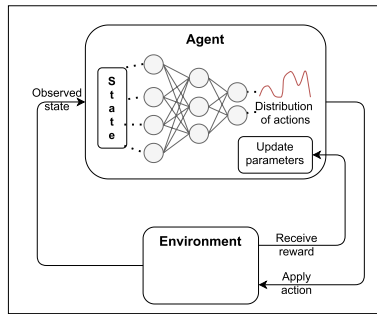 Agent
Observed
state
S
t
a
t
e
Distribution
of actions
Update
parameters
Environment
Receive
reward
Apply
action